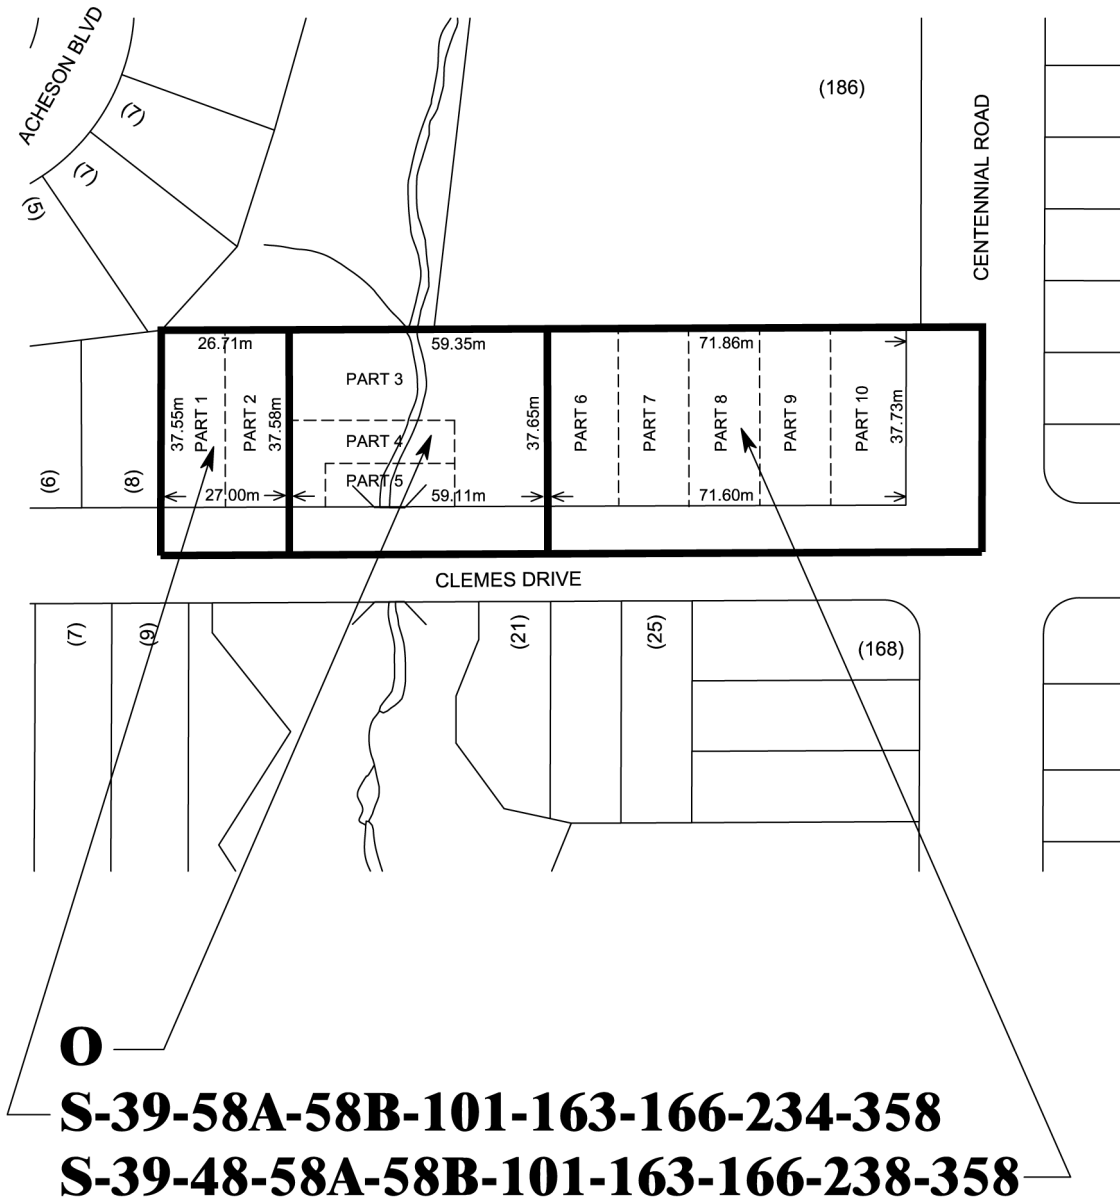 ACHESON BLVD
(7)
(7)
(5)
(186)
CENTENNIAL ROAD
26.71m
59.35m
71.86m
PART 3
37.55m
PART 1
PART 2
37.58m
PART 4
37.65m
PART 6
PART 7
PART 8
PART 9
PART 10
37.73m
(6)
(8)
PART 5
27.00m
59.11m
71.60m
CLEMES DRIVE
(7)
(9)
(21)
(25)
(168)
O
S-39-58A-58B-101-163-166-234-358
S-39-48-58A-58B-101-163-166-238-358